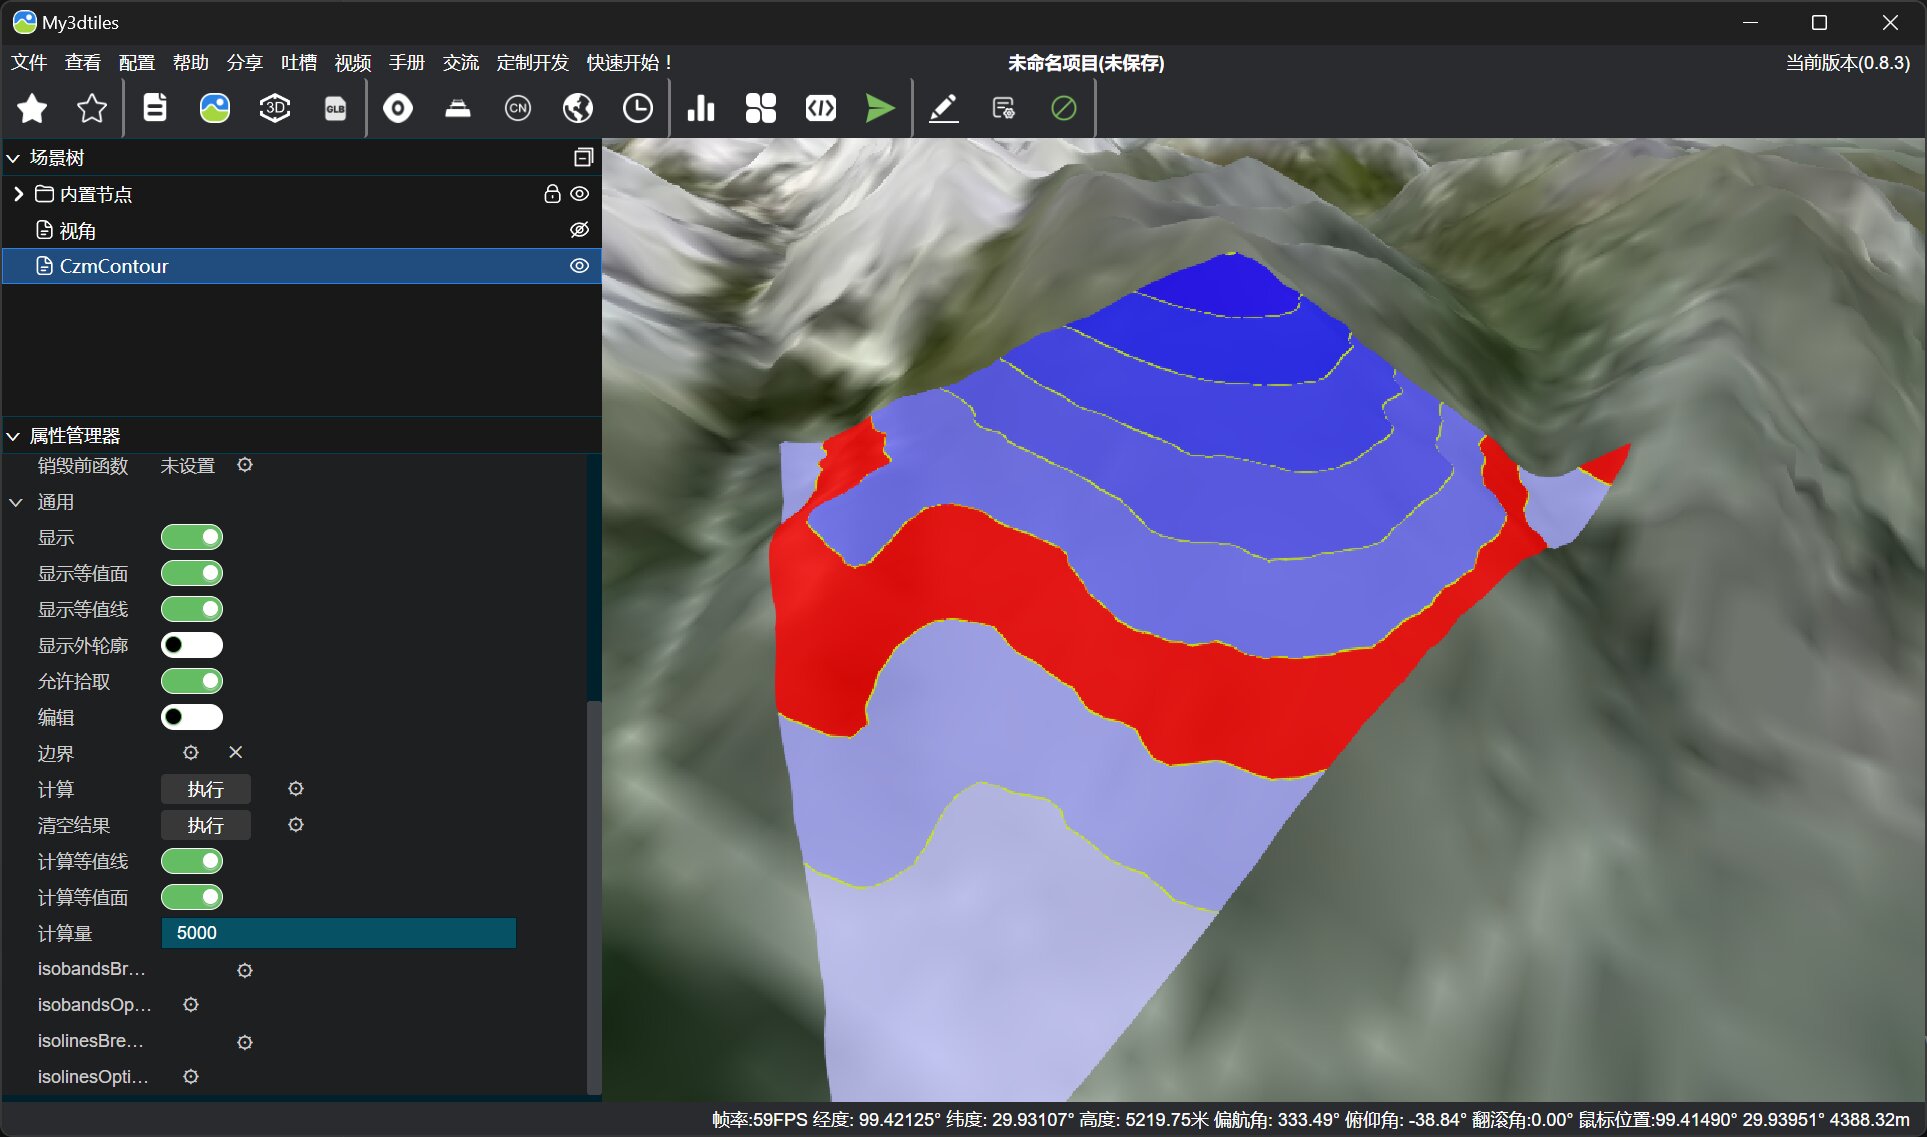 My3dtiles
文件 查看 配置 帮助 分享 吐槽 视频 手册 交流 定制开发 快速开始！ 未命名项目(未保存) 当前版本(0.8.3)
3D GLB CN
场景树
内置节点
视角
CzmContour
属性管理器
销毁前函数 未设置
通用
显示
显示等值面
显示等值线
显示外轮廓
允许拾取
编辑
边界
计算 执行
清空结果 执行
计算等值线
计算等值面
计算量 5000
isobandsBr...
isobandsOp...
isolinesBre...
isolinesOpti...
帧率:59FPS 经度: 99.42125° 纬度: 29.93107° 高度: 5219.75米 偏航角: 333.49° 俯仰角: -38.84° 翻滚角:0.00° 鼠标位置:99.41490° 29.93951° 4388.32m